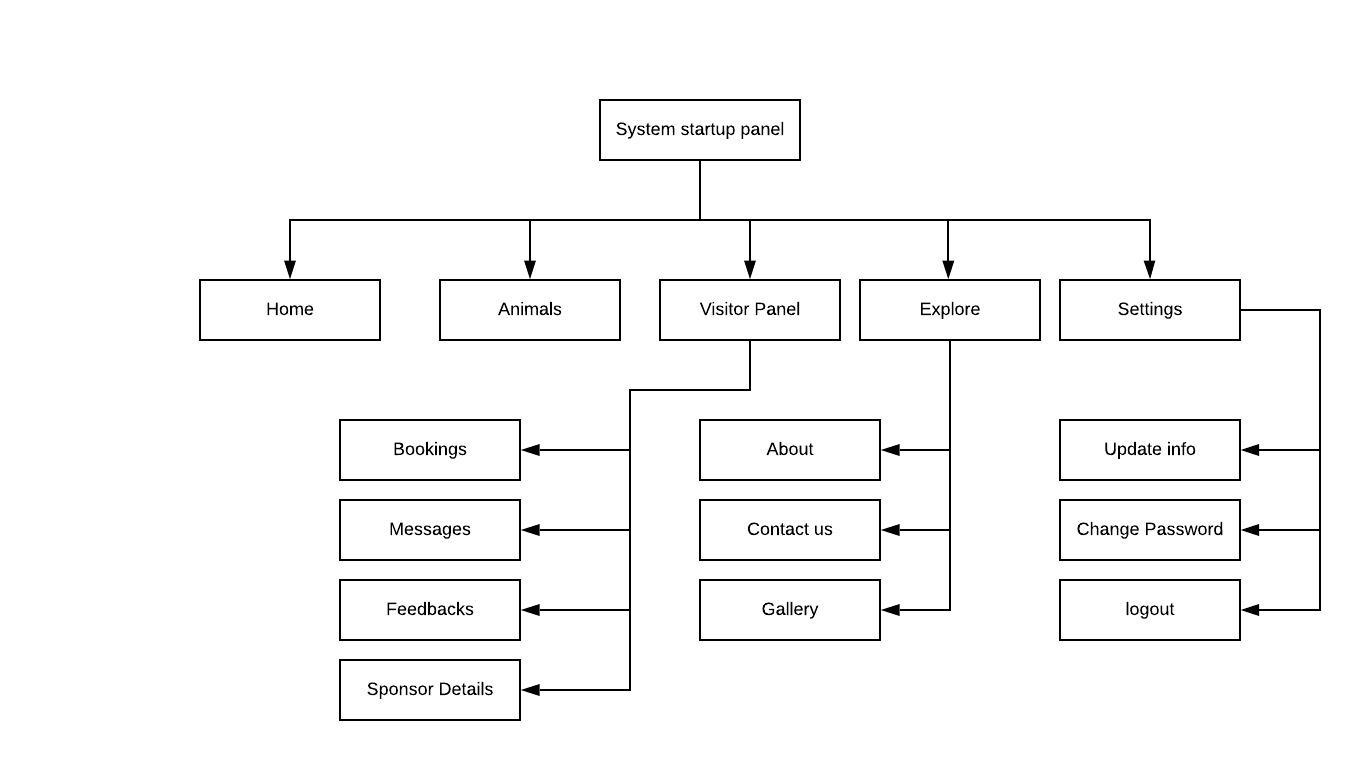 System startup panel
Home
Animals
Visitor Panel
Explore
Settings
Bookings
About
Update info
Messages
Contact us
Change Password
Feedbacks
Gallery
logout
Sponsor Details